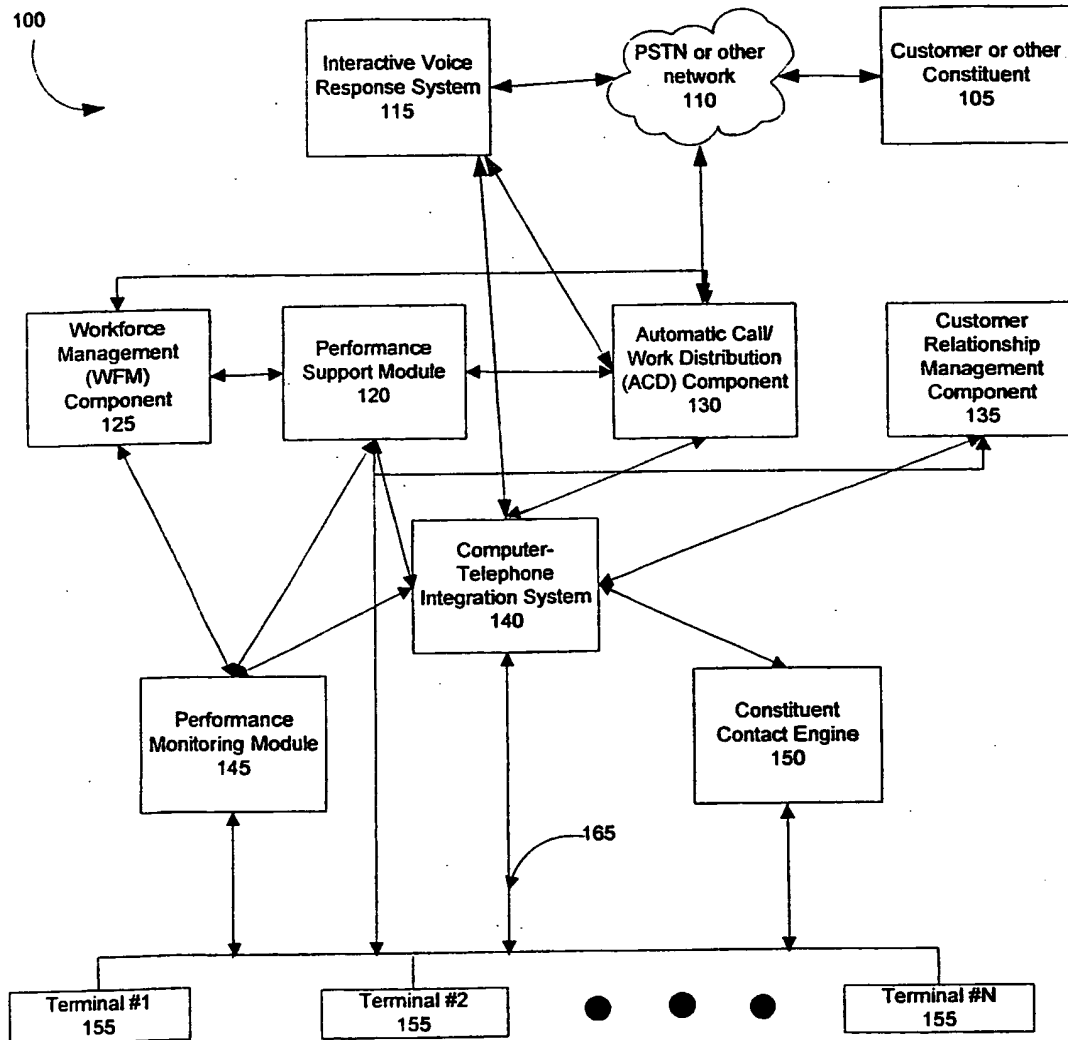 100
Interactive Voice
Response System
115
PSTN or other
network
110
Customer or other
Constituent
105
Workforce
Management
(WFM)
Component
125
Performance
Support Module
120
Automatic Call/
Work Distribution
(ACD) Component
130
Customer
Relationship
Management
Component
135
Computer-
Telephone
Integration System
140
Performance
Monitoring Module
145
Constituent
Contact Engine
150
165
Terminal #1
155
Terminal #2
155
Terminal #N
155